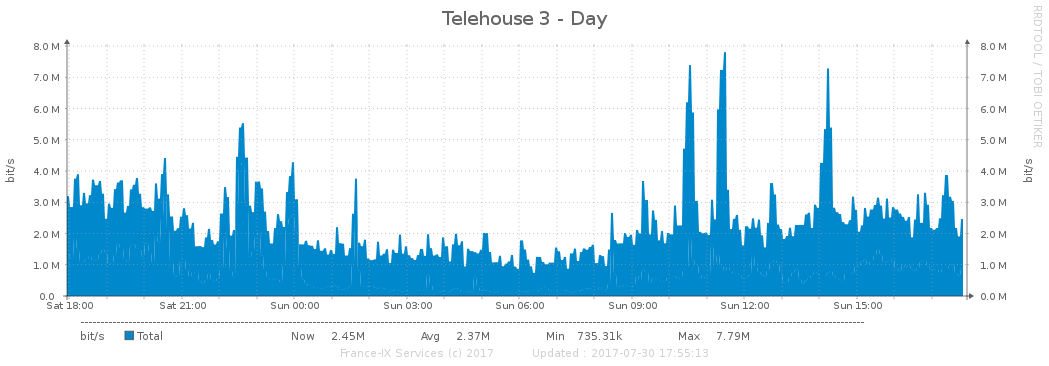 Telehouse 3 - Day
RRDTOOL / TOBI OETIKER
bit/s
8.0 M
7.0 M
6.0 M
5.0 M
4.0 M
3.0 M
2.0 M
1.0 M
0.0
8.0 M
7.0 M
6.0 M
5.0 M
4.0 M
3.0 M
2.0 M
1.0 M
0.0 M
bit/s
Sat 18:00 Sat 21:00 Sun 00:00 Sun 03:00 Sun 06:00 Sun 09:00 Sun 12:00 Sun 15:00
bit/s Total Now 2.45M Avg 2.37M Min 735.31k Max 7.79M
France-IX Services (c) 2017 Updated : 2017-07-30 17:55:13